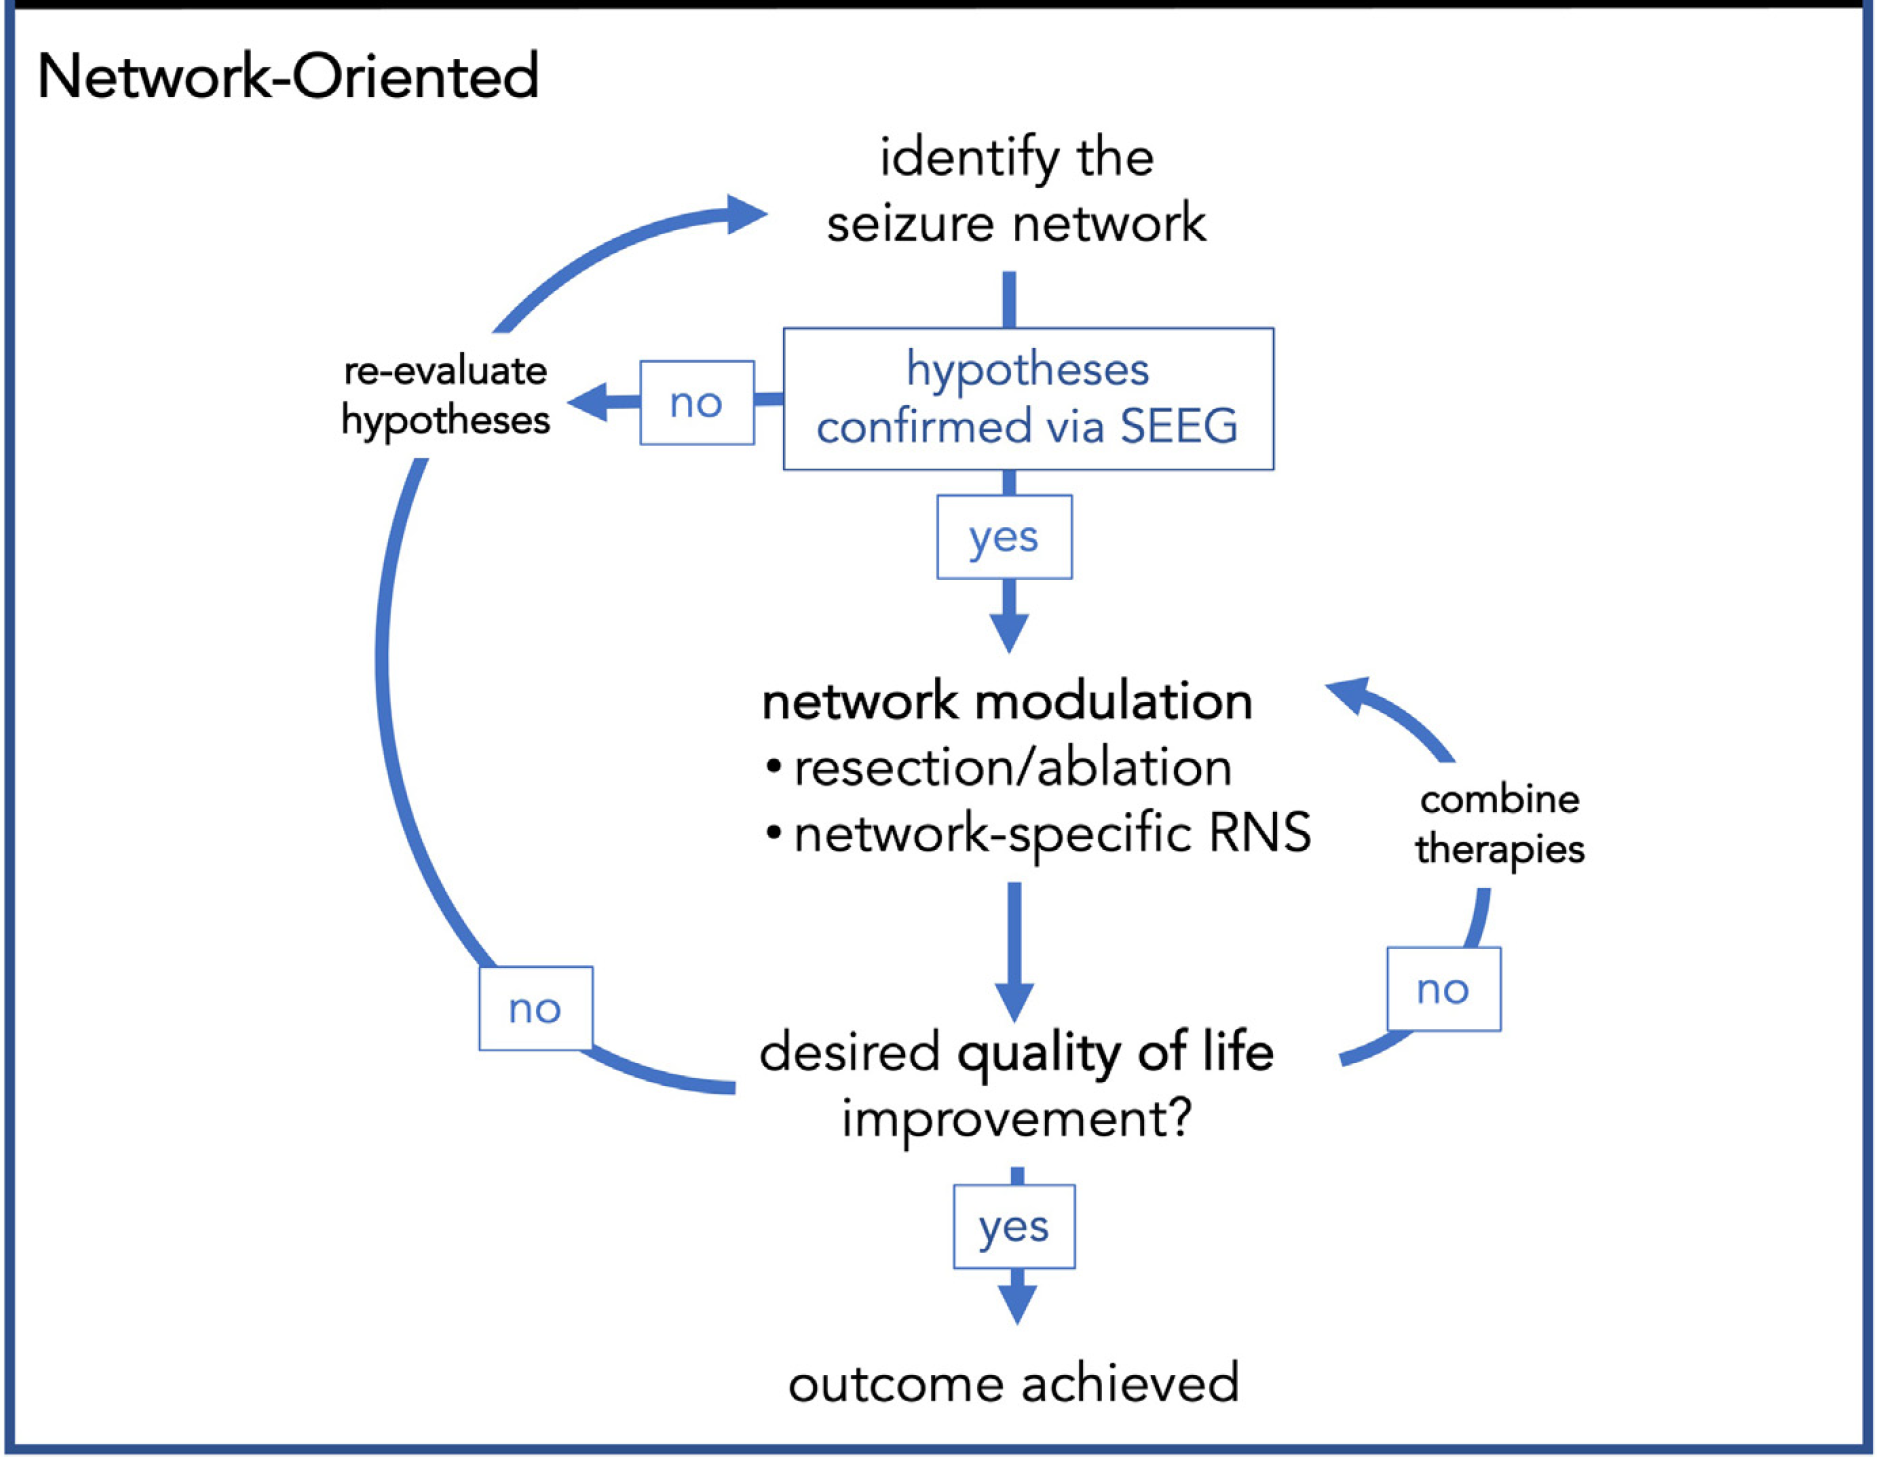 Network-Oriented
identify the
seizure network
hypotheses
confirmed via SEEG
no
re-evaluate
hypotheses
yes
network modulation
• resection/ablation
• network-specific RNS
combine
therapies
no
no
desired quality of life
improvement?
yes
outcome achieved